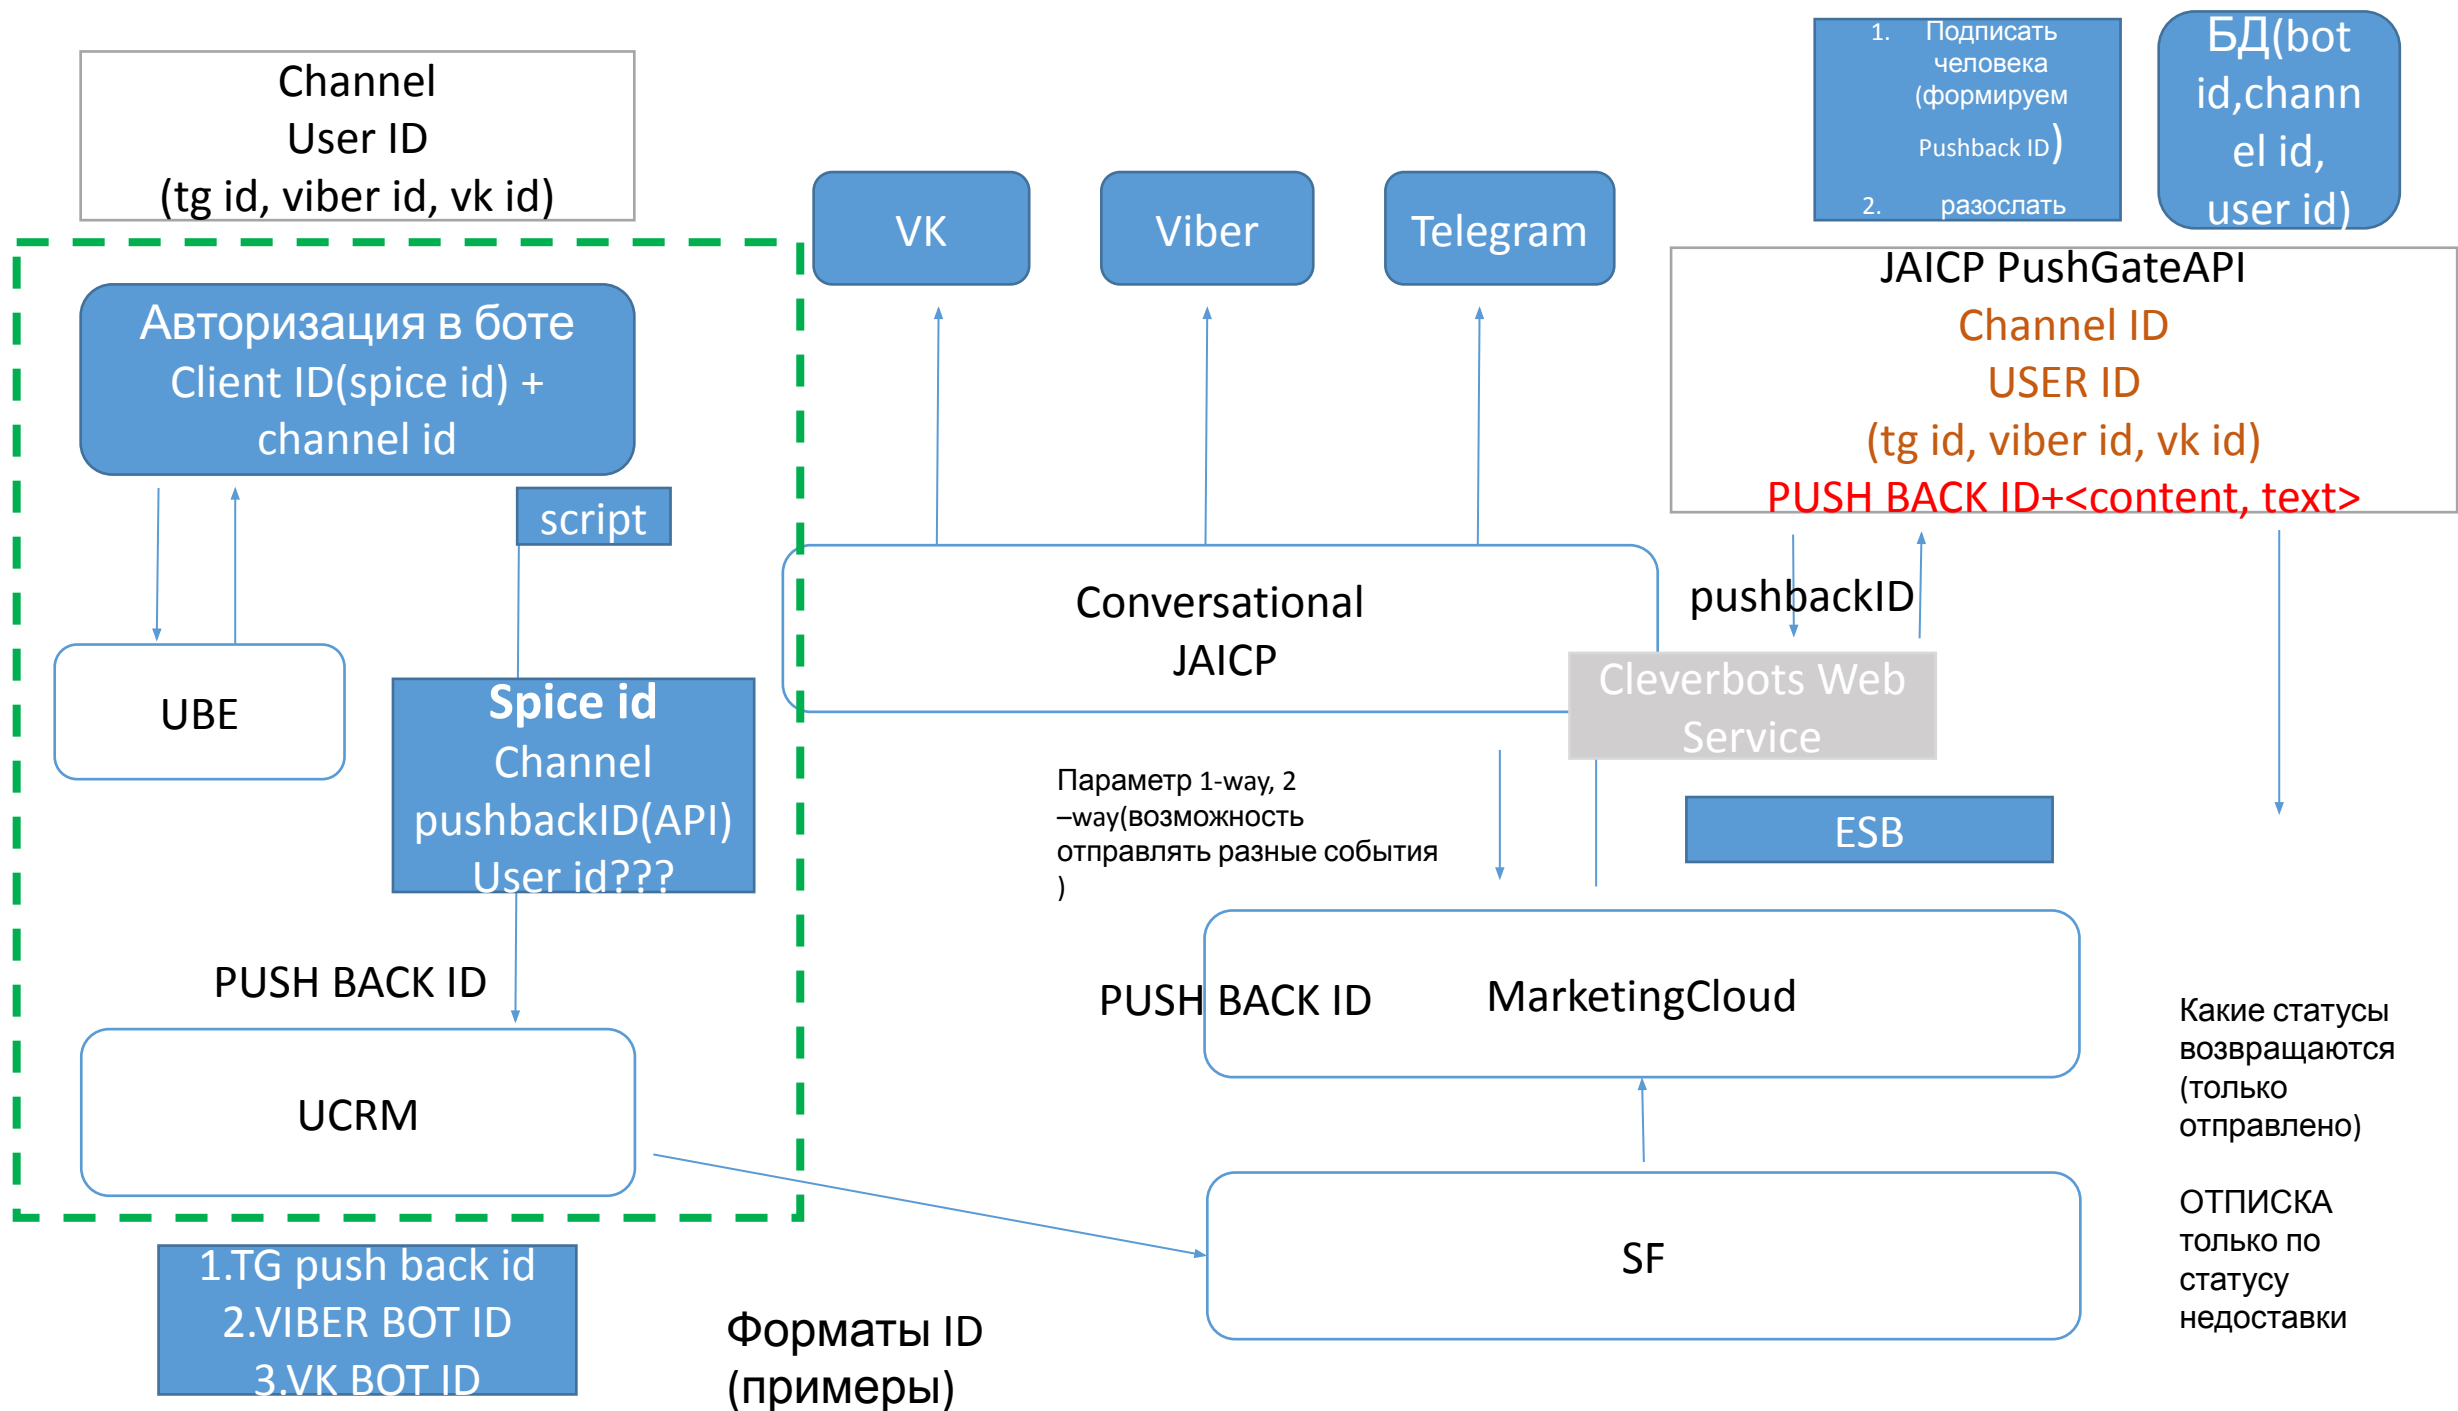 Channel
User ID
(tg id, viber id, vk id)
1. Подписать
человека
(формируем
Pushback ID)
2. разослать
БД(bot
id,chann
el id,
user id)
VK
Viber
Telegram
JAICP PushGateAPI
Channel ID
USER ID
(tg id, viber id, vk id)
PUSH BACK ID+<content, text>
Авторизация в боте
Client ID(spice id) +
channel id
script
UBE
Spice id
Channel
pushbackID(API)
User id???
Conversational
JAICP
pushbackID
Cleverbots Web
Service
Параметр 1-way, 2
–way(возможность
отправлять разные события
)
ESB
PUSH BACK ID
UCRM
PUSH BACK ID
MarketingCloud
SF
Какие статусы
возвращаются
(только
отправлено)
ОТПИСКА
только по
статусу
недоставки
1.TG push back id
2.VIBER BOT ID
3.VK BOT ID
Форматы ID
(примеры)